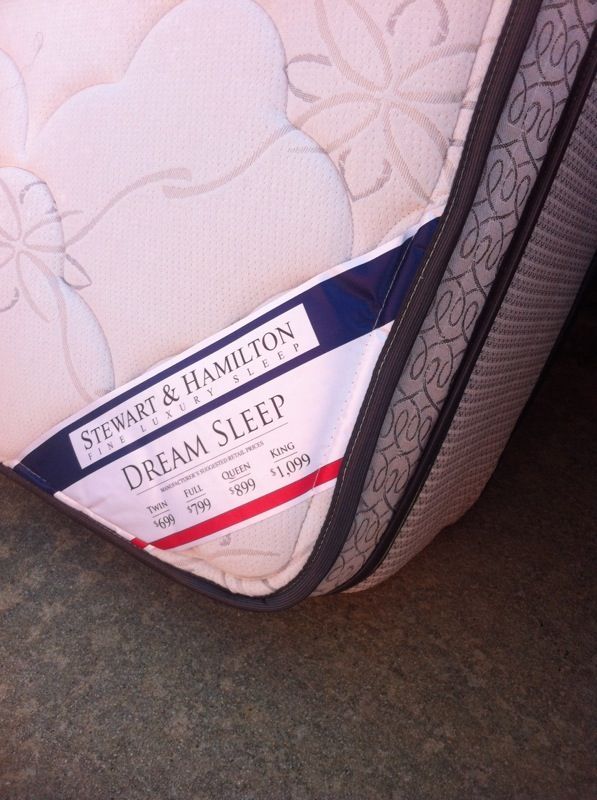 STEWART & HAMILTON
FINE LUXURY SLEEP
DREAM SLEEP
MANUFACTURER'S SUGGESTED RETAIL PRICES
TWIN FULL QUEEN KING
$699 $799 $899 $1,099